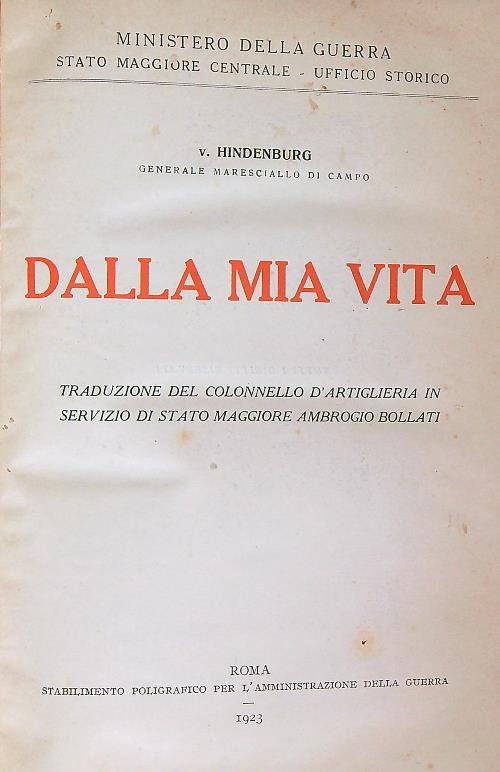 MINISTERO DELLA GUERRA
STATO MAGGIORE CENTRALE - UFFICIO STORICO
v. HINDENBURG
GENERALE MARESCIALLO DI CAMPO
DALLA MIA VITA
TRADUZIONE DEL COLONNELLO D'ARTIGLIERIA IN
SERVIZIO DI STATO MAGGIORE AMBROGIO BOLLATI
ROMA
STABILIMENTO POLIGRAFICO PER L'AMMINISTRAZIONE DELLA GUERRA
—
1923